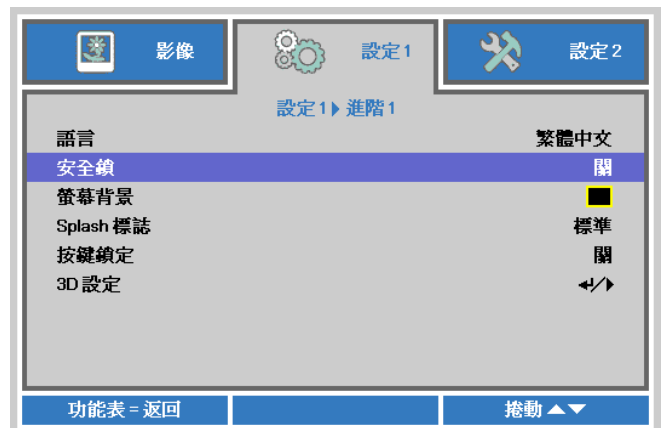 影像 設定1 設定2
設定1▶進階1
語言 繁體中文
安全鎖 關
螢幕背景
Splash 標誌 標準
按鍵鎖定 關
3D 設定 ↵/▶
功能表 = 返回 捲動▲▼